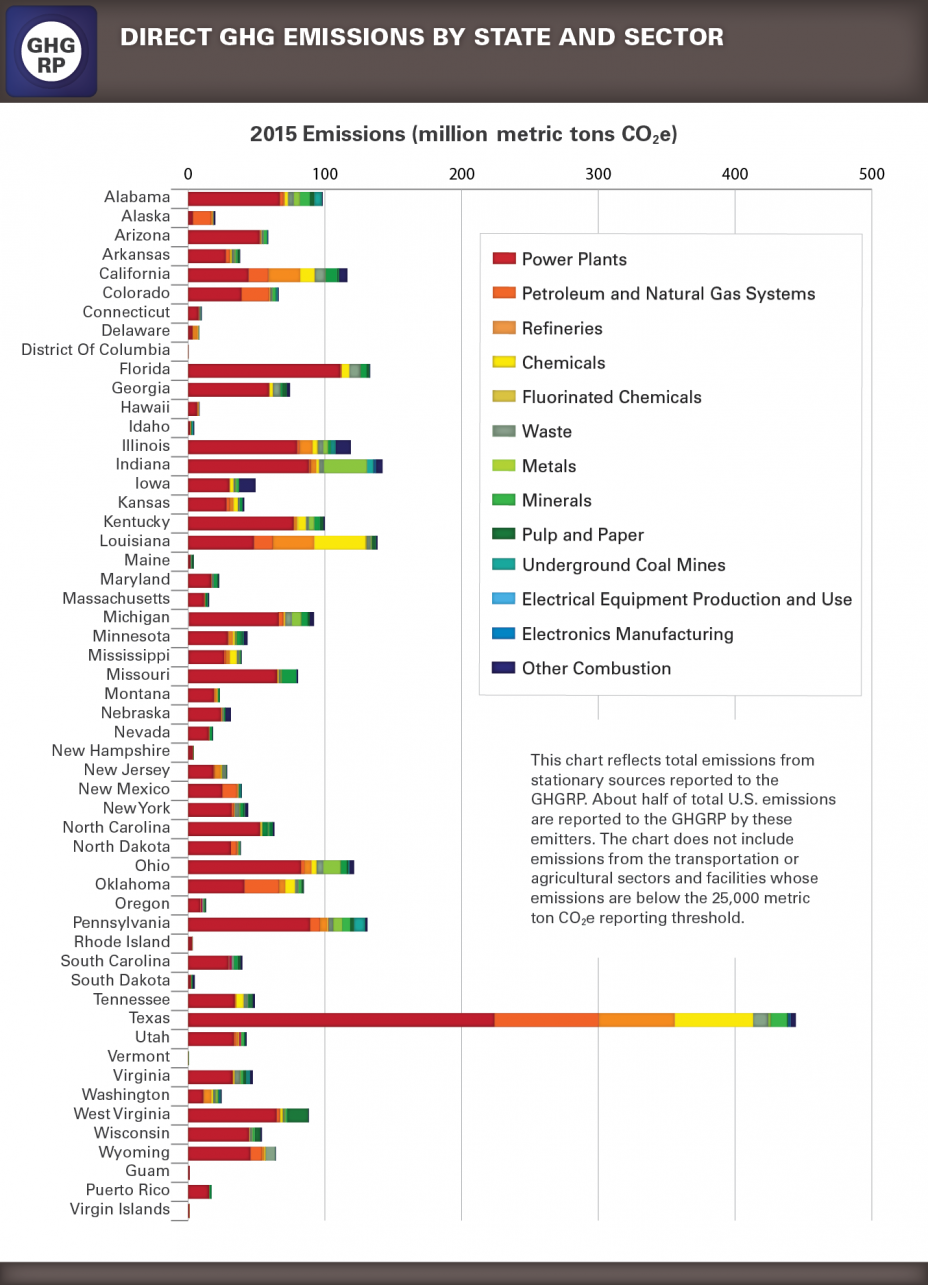 GHG
RP
DIRECT GHG EMISSIONS BY STATE AND SECTOR
2015 Emissions (million metric tons CO₂e)
0 100 200 300 400 500
Alabama
Alaska
Arizona
Arkansas
California
Colorado
Connecticut
Delaware
District Of Columbia
Florida
Georgia
Hawaii
Idaho
Illinois
Indiana
Iowa
Kansas
Kentucky
Louisiana
Maine
Maryland
Massachusetts
Michigan
Minnesota
Mississippi
Missouri
Montana
Nebraska
Nevada
New Hampshire
New Jersey
New Mexico
New York
North Carolina
North Dakota
Ohio
Oklahoma
Oregon
Pennsylvania
Rhode Island
South Carolina
South Dakota
Tennessee
Texas
Utah
Vermont
Virginia
Washington
West Virginia
Wisconsin
Wyoming
Guam
Puerto Rico
Virgin Islands
Power Plants
Petroleum and Natural Gas Systems
Refineries
Chemicals
Fluorinated Chemicals
Waste
Metals
Minerals
Pulp and Paper
Underground Coal Mines
Electrical Equipment Production and Use
Electronics Manufacturing
Other Combustion
This chart reflects total emissions from
stationary sources reported to the
GHGRP. About half of total U.S. emissions
are reported to the GHGRP by these
emitters. The chart does not include
emissions from the transportation or
agricultural sectors and facilities whose
emissions are below the 25,000 metric
ton CO₂e reporting threshold.